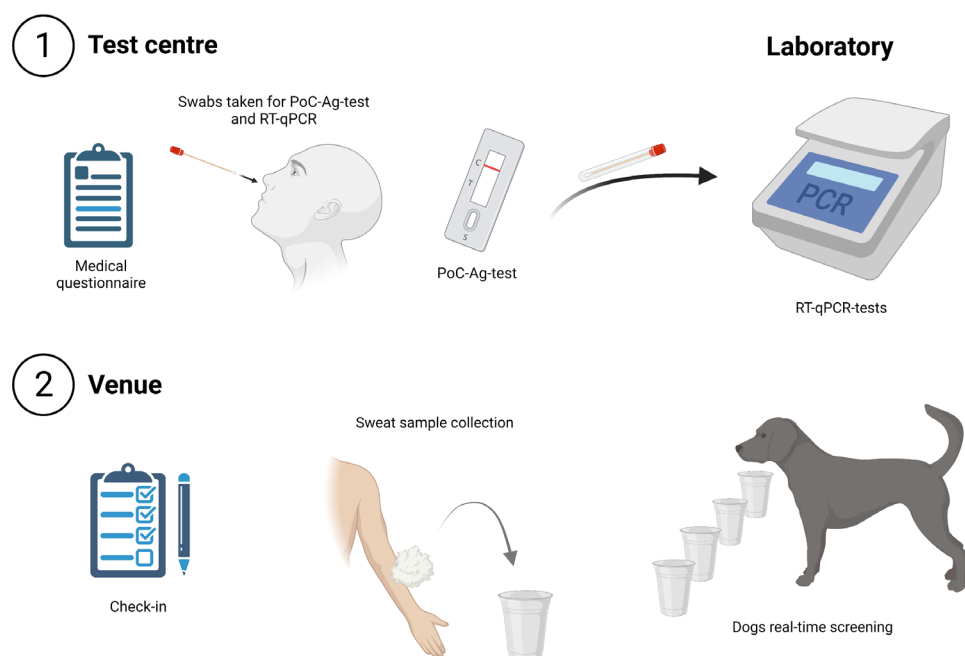 1 Test centre
Laboratory
Swabs taken for PoC-Ag-test
and RT-qPCR
C
T
S
PCR
Medical
questionnaire
PoC-Ag-test
RT-qPCR-tests
2 Venue
Sweat sample collection
Check-in
Dogs real-time screening